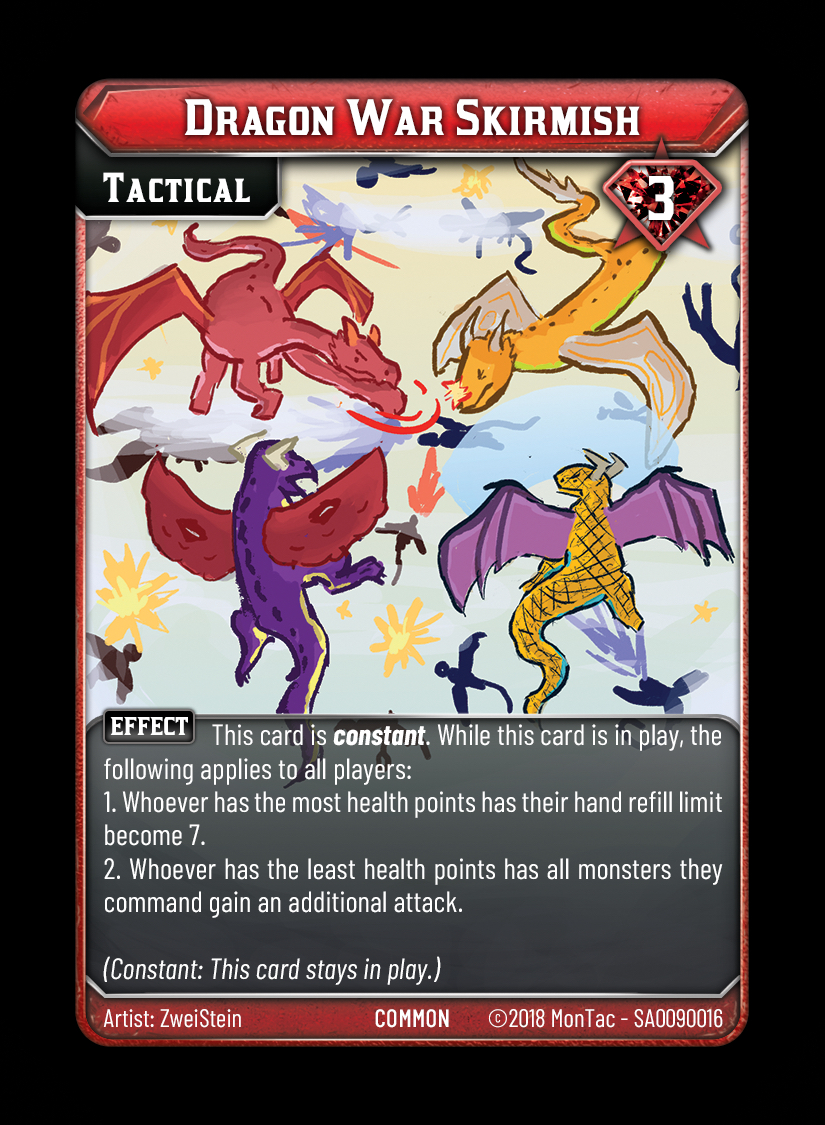 Dragon War Skirmish
Tactical
3
EFFECT This card is constant. While this card is in play, the
following applies to all players:
1. Whoever has the most health points has their hand refill limit
become 7.
2. Whoever has the least health points has all monsters they
command gain an additional attack.
(Constant: This card stays in play.)
Artist: ZweiStein COMMON ©2018 MonTac - SA0090016